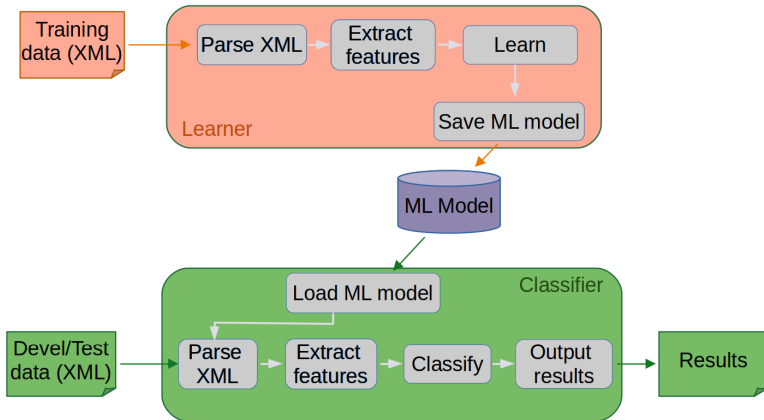 Training
data (XML)
Parse XML
Extract
features
Learn
Save ML model
Learner
ML Model
Load ML model
Classifier
Devel/Test
data (XML)
Parse
XML
Extract
features
Classify
Output
results
Results